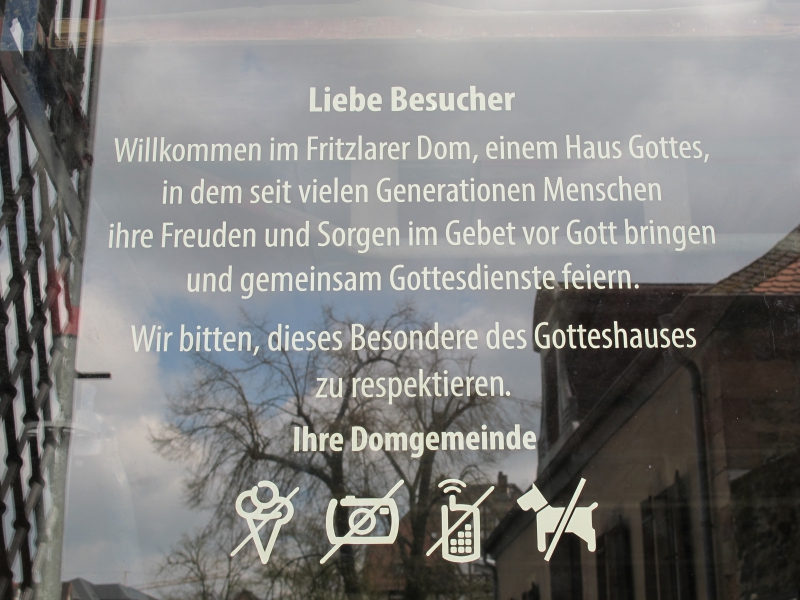 Liebe Besucher
Willkommen im Fritzlarer Dom, einem Haus Gottes,
in dem seit vielen Generationen Menschen
ihre Freuden und Sorgen im Gebet vor Gott bringen
und gemeinsam Gottesdienste feiern.
Wir bitten, dieses Besondere des Gotteshauses
zu respektieren.
Ihre Domgemeinde